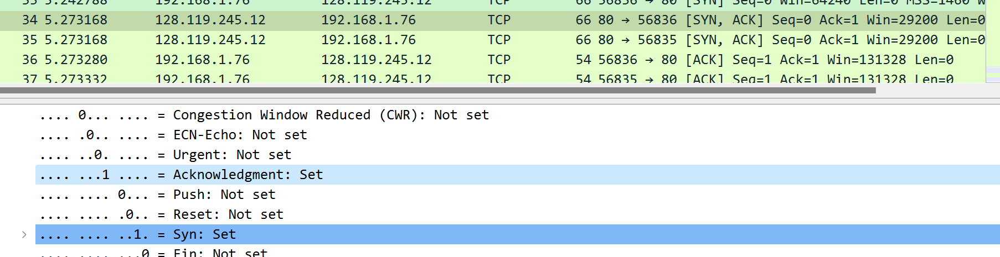 33 5.242788 192.168.1.76 128.119.245.12 TCP 66 56836 → 80 [SYN] Seq=0 Win=64240 Len=0 MSS=1460 W
34 5.273168 128.119.245.12 192.168.1.76 TCP 66 80 → 56836 [SYN, ACK] Seq=0 Ack=1 Win=29200 Len=0
35 5.273168 128.119.245.12 192.168.1.76 TCP 66 80 → 56835 [SYN, ACK] Seq=0 Ack=1 Win=29200 Len=0
36 5.273280 192.168.1.76 128.119.245.12 TCP 54 56836 → 80 [ACK] Seq=1 Ack=1 Win=131328 Len=0
37 5.273332 192.168.1.76 128.119.245.12 TCP 54 56835 → 80 [ACK] Seq=1 Ack=1 Win=131328 Len=0
.... 0... .... = Congestion Window Reduced (CWR): Not set
.... .0.. .... = ECN-Echo: Not set
.... ..0. .... = Urgent: Not set
.... ...1 .... = Acknowledgment: Set
.... .... 0... = Push: Not set
.... .... .0.. = Reset: Not set
.... .... ..1. = Syn: Set
.... .... ...0 = Fin: Not set